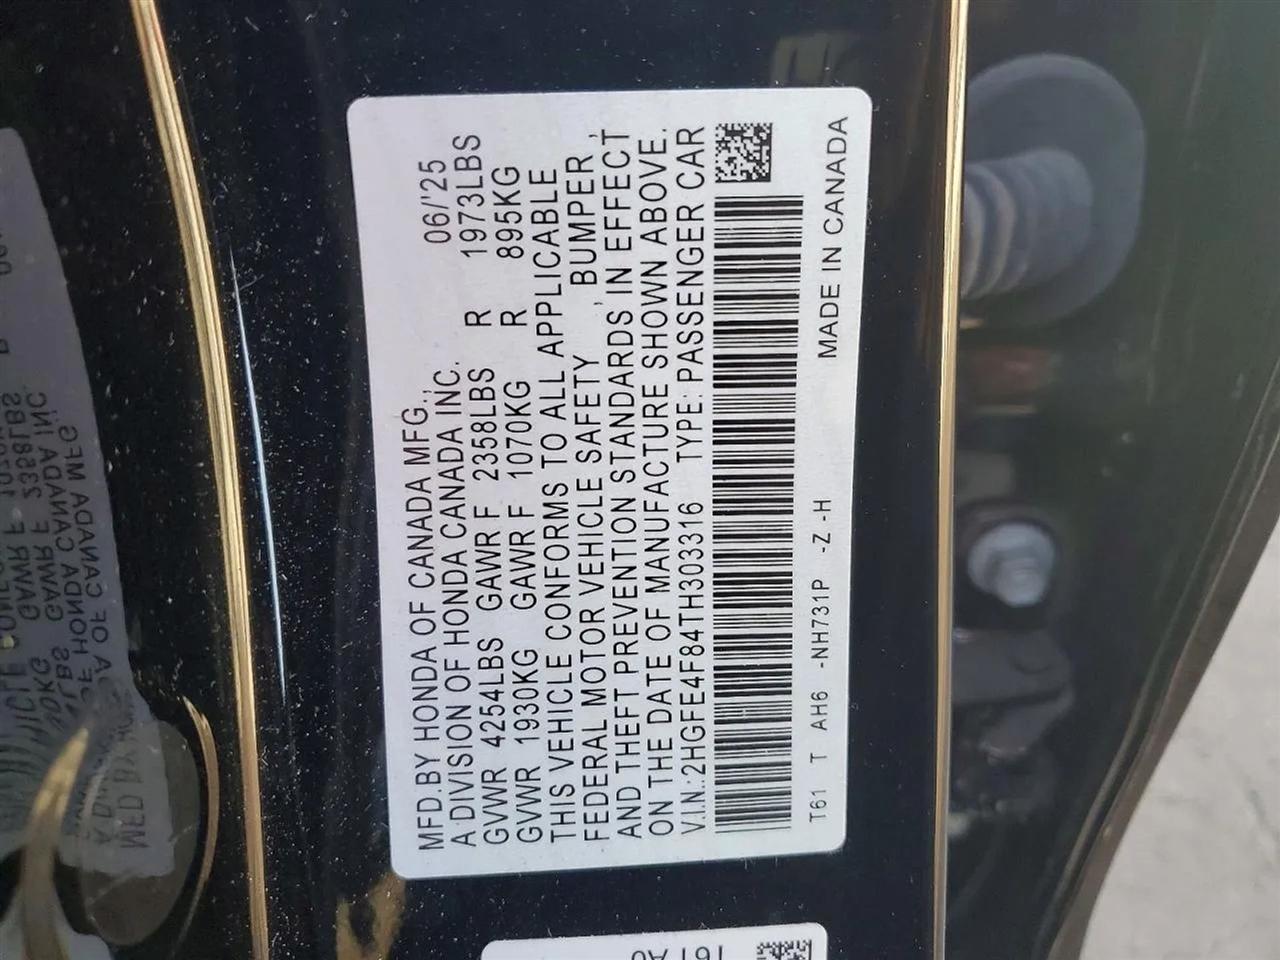 MFD.BY HONDA OF CANADA MFG., 06/'25
A DIVISION OF HONDA CANADA INC.
GVWR 4254LBS GAWR F 2358LBS R 1973LBS
GVWR 1930KG GAWR F 1070KG R 895KG
THIS VEHICLE CONFORMS TO ALL APPLICABLE
FEDERAL MOTOR VEHICLE SAFETY , BUMPER ,
AND THEFT PREVENTION STANDARDS IN EFFECT
ON THE DATE OF MANUFACTURE SHOWN ABOVE.
V.I.N.:2HGFE4F84TH303316 TYPE: PASSENGER CAR
T61 T AH6 -NH731P -Z -H MADE IN CANADA